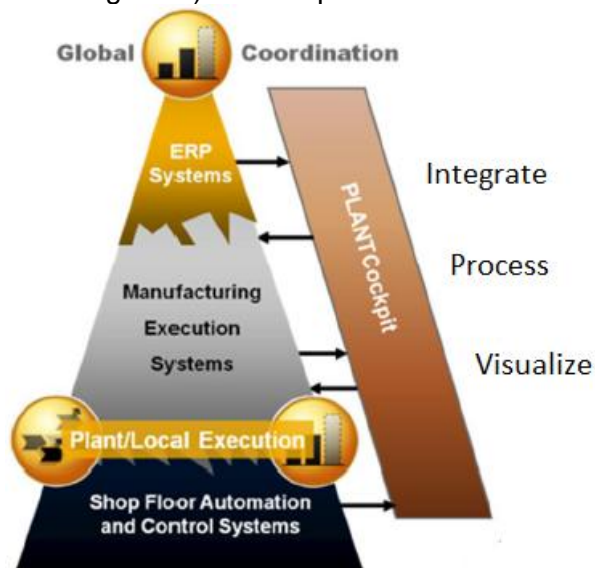 Global Coordination
ERP
Systems
Integrate
PLANTCockpit
Process
Manufacturing
Execution
Systems
Visualize
Plant/Local Execution
Shop Floor Automation
and Control Systems